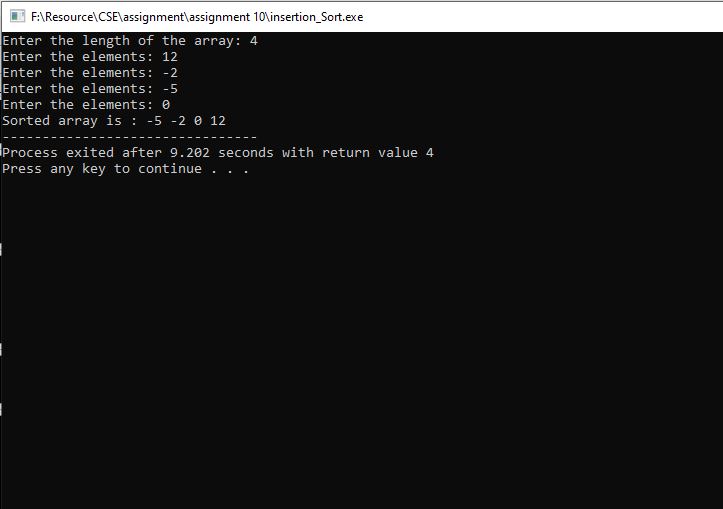 F:\Resource\CSE\assignment\assignment 10\insertion_Sort.exe
Enter the length of the array: 4
Enter the elements: 12
Enter the elements: -2
Enter the elements: -5
Enter the elements: 0
Sorted array is : -5 -2 0 12
--------------------------------
Process exited after 9.202 seconds with return value 4
Press any key to continue . . .